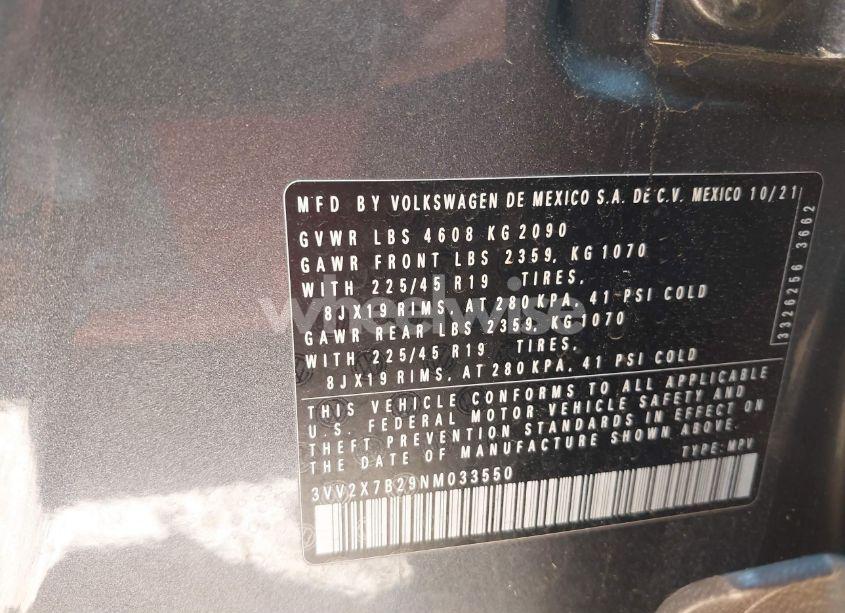 MFD BY VOLKSWAGEN DE MEXICO S.A. DE C.V. MEXICO 10/21
GVWR LBS 4608 KG 2090
GAWR FRONT LBS 2359, KG 1070
WITH 225/45 R19 TIRES,
8JX19 RIMS, AT 280 KPA, 41 PSI COLD
GAWR REAR LBS 2359, KG 1070
WITH 225/45 R19 TIRES,
8JX19 RIMS, AT 280 KPA, 41 PSI COLD
THIS VEHICLE CONFORMS TO ALL APPLICABLE
U.S. FEDERAL MOTOR VEHICLE SAFETY AND
THEFT PREVENTION STANDARDS IN EFFECT ON
THE DATE OF MANUFACTURE SHOWN ABOVE.
TYPE: MPV
3VV2X7B29NM033550
3326256 3662
wheelwise